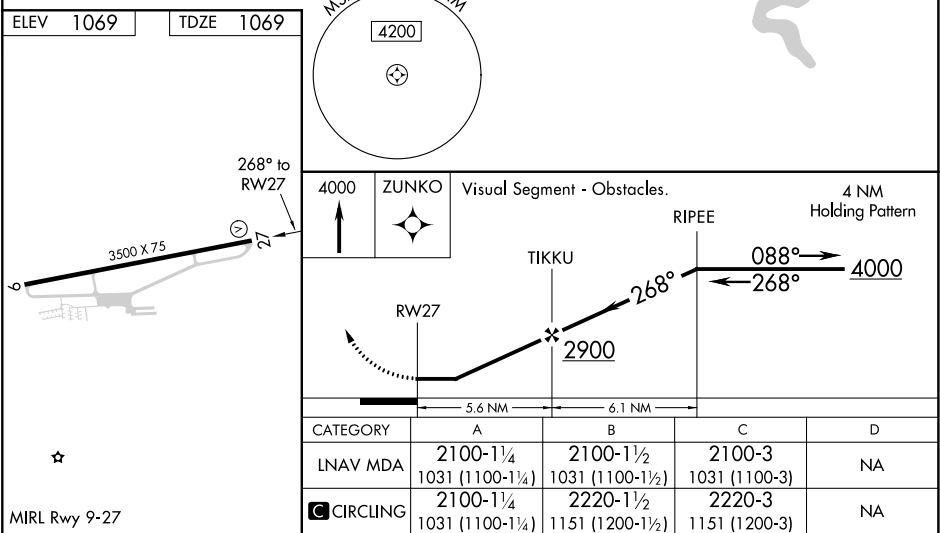 ELEV 1069
TDZE 1069
4200
268° to
RW27
3500 X 75
27
9
MIRL Rwy 9-27
4000
ZUNKO
Visual Segment - Obstacles.
4 NM
Holding Pattern
RIPEE
TIKKU
RW27
088°
268°
4000
268°
2900
5.6 NM
6.1 NM
CATEGORY A B C D
LNAV MDA 2100-1¼ 2100-1½ 2100-3 NA
1031 (1100-1¼) 1031 (1100-1½) 1031 (1100-3)
C CIRCLING 2100-1¼ 2220-1½ 2220-3 NA
1031 (1100-1¼) 1151 (1200-1½) 1151 (1200-3)